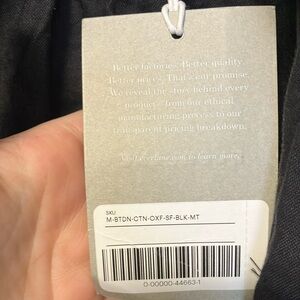 Better factories. Better quality.
Better prices. That's our promise.
We reveal the story behind every
product—from our ethical
manufacturing process to our
transparent pricing breakdown.
Visit everlane.com to learn more.
SKU
M-BTDN-CTN-OXF-SF-BLK-MT
0-00000-44663-1